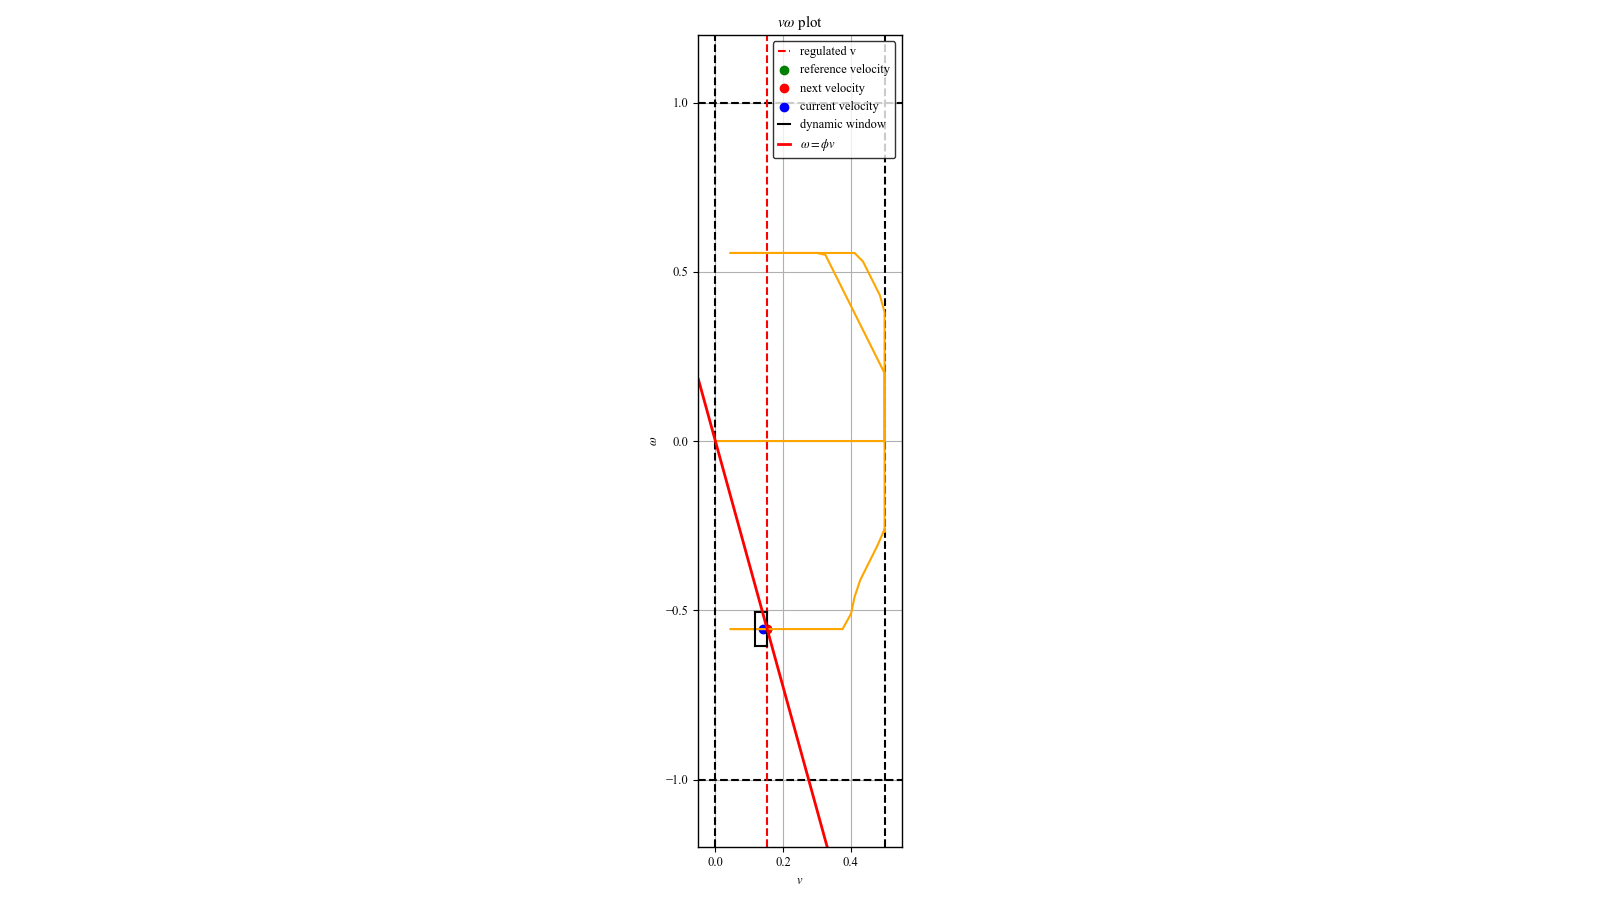 vω plot
regulated v
reference velocity
next velocity
current velocity
dynamic window
ω = ϕv
1.0
0.5
0.0
−0.5
−1.0
ω
0.0 0.2 0.4
v